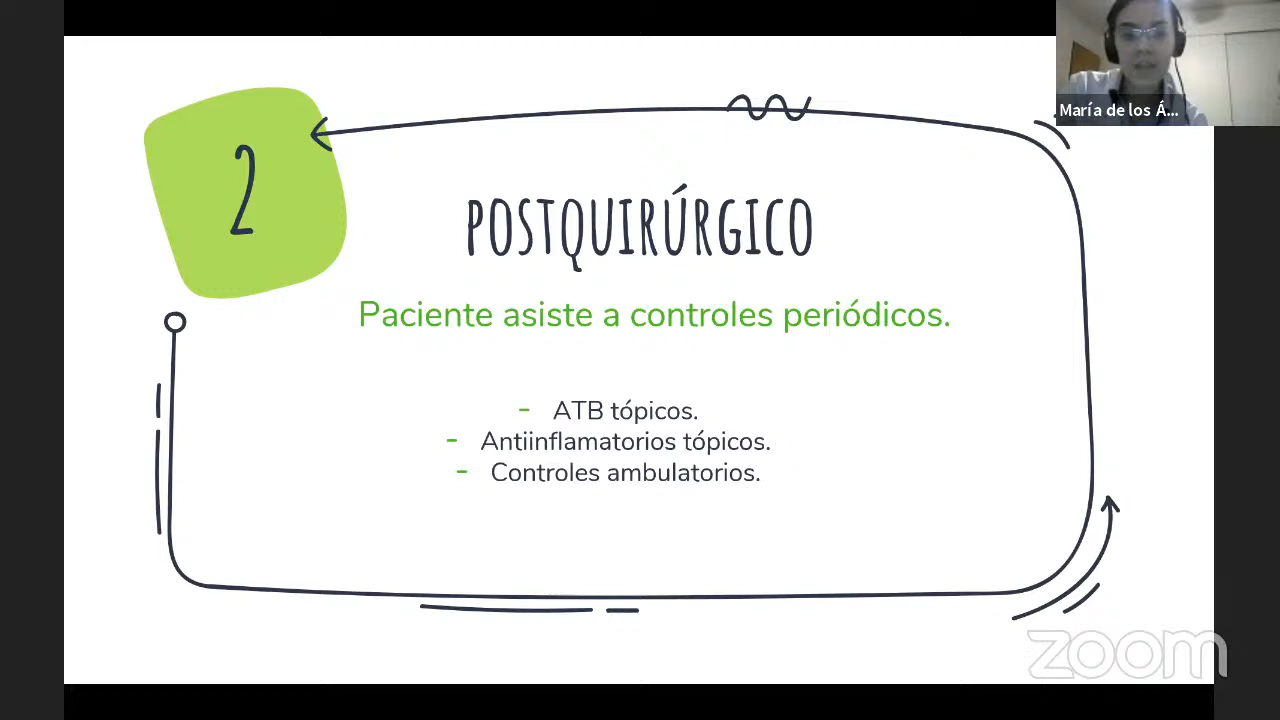 María de los Á...
2
POSTQUIRÚRGICO
Paciente asiste a controles periódicos.
- ATB tópicos.
- Antiinflamatorios tópicos.
- Controles ambulatorios.
zoom